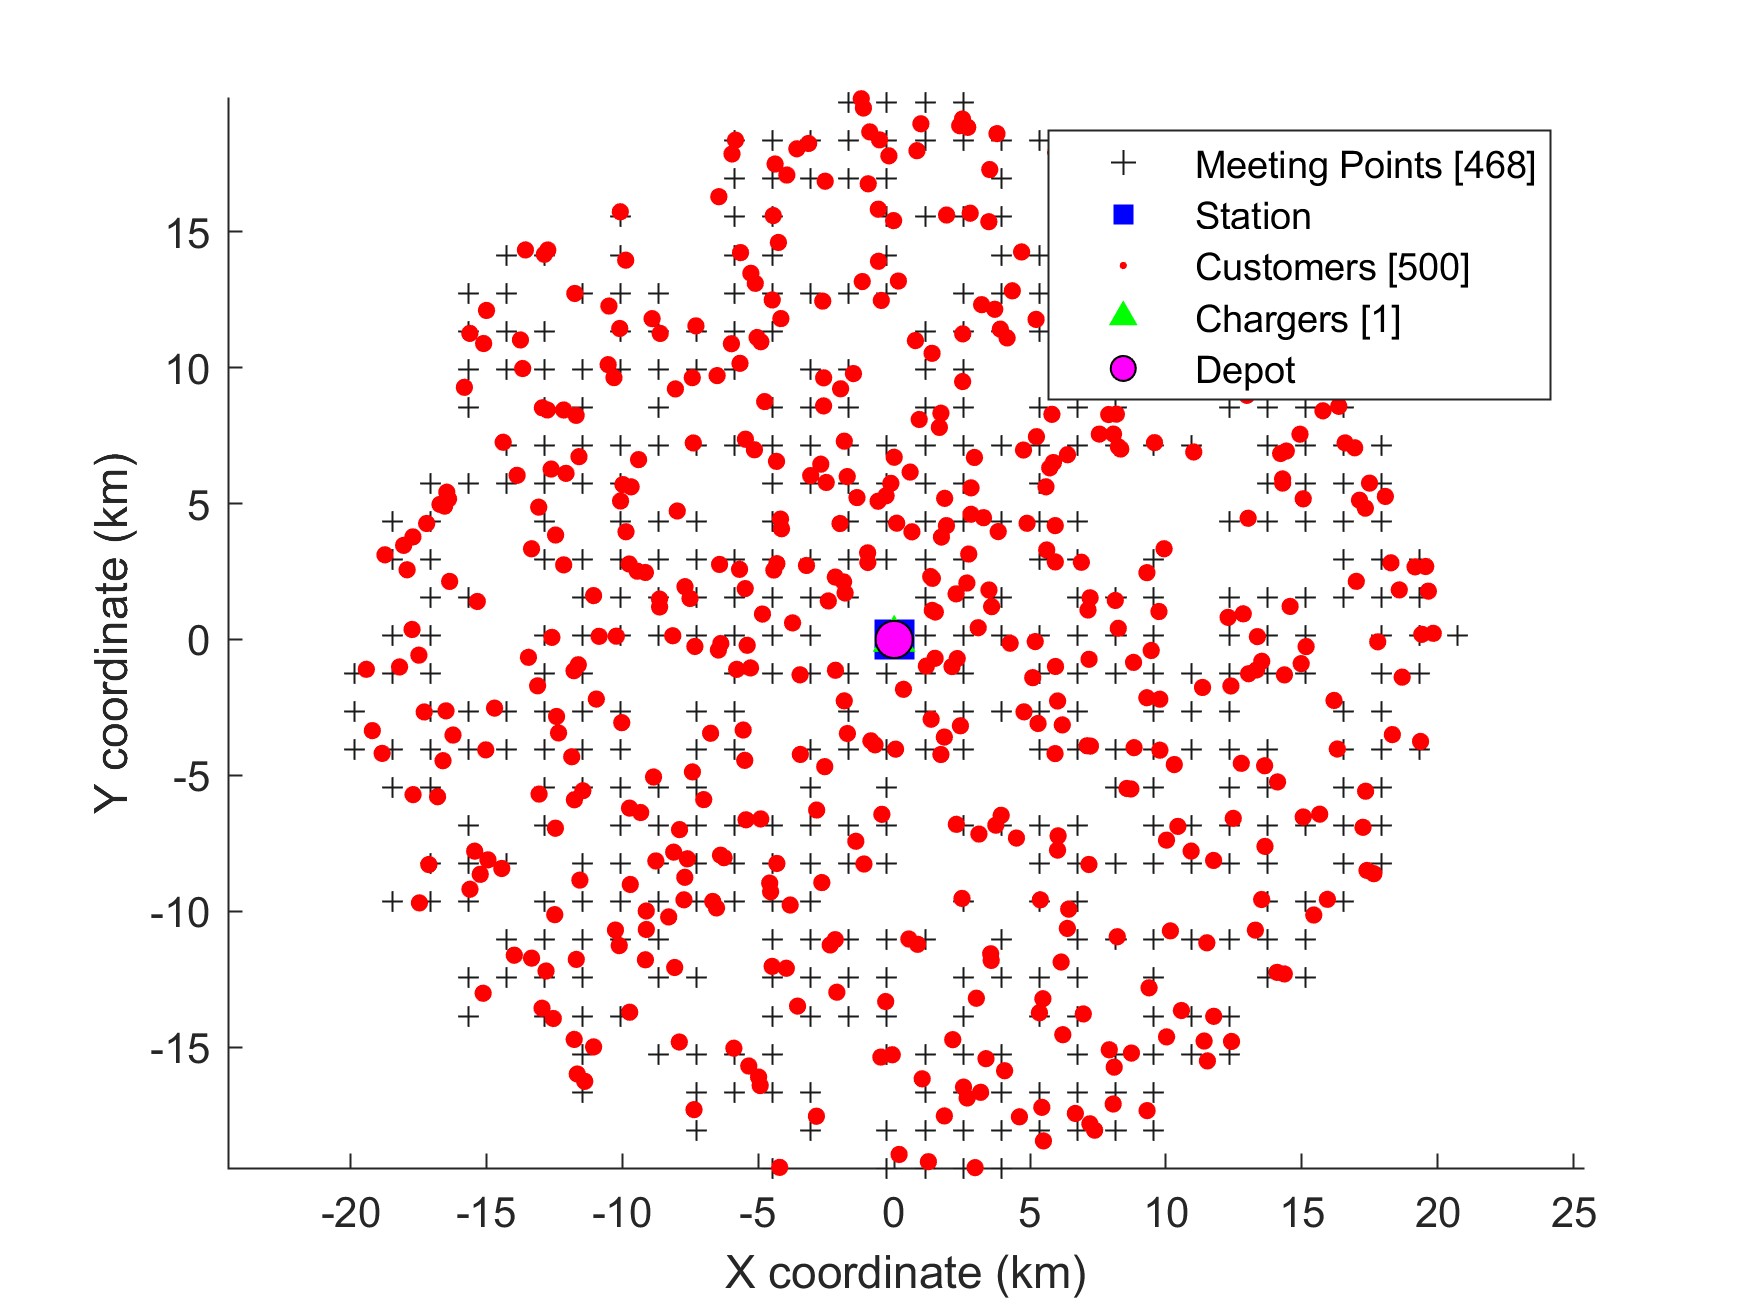 Meeting Points [468]
Station
Customers [500]
Chargers [1]
Depot
15
10
5
0
-5
-10
-15
Y coordinate (km)
-20 -15 -10 -5 0 5 10 15 20 25
X coordinate (km)